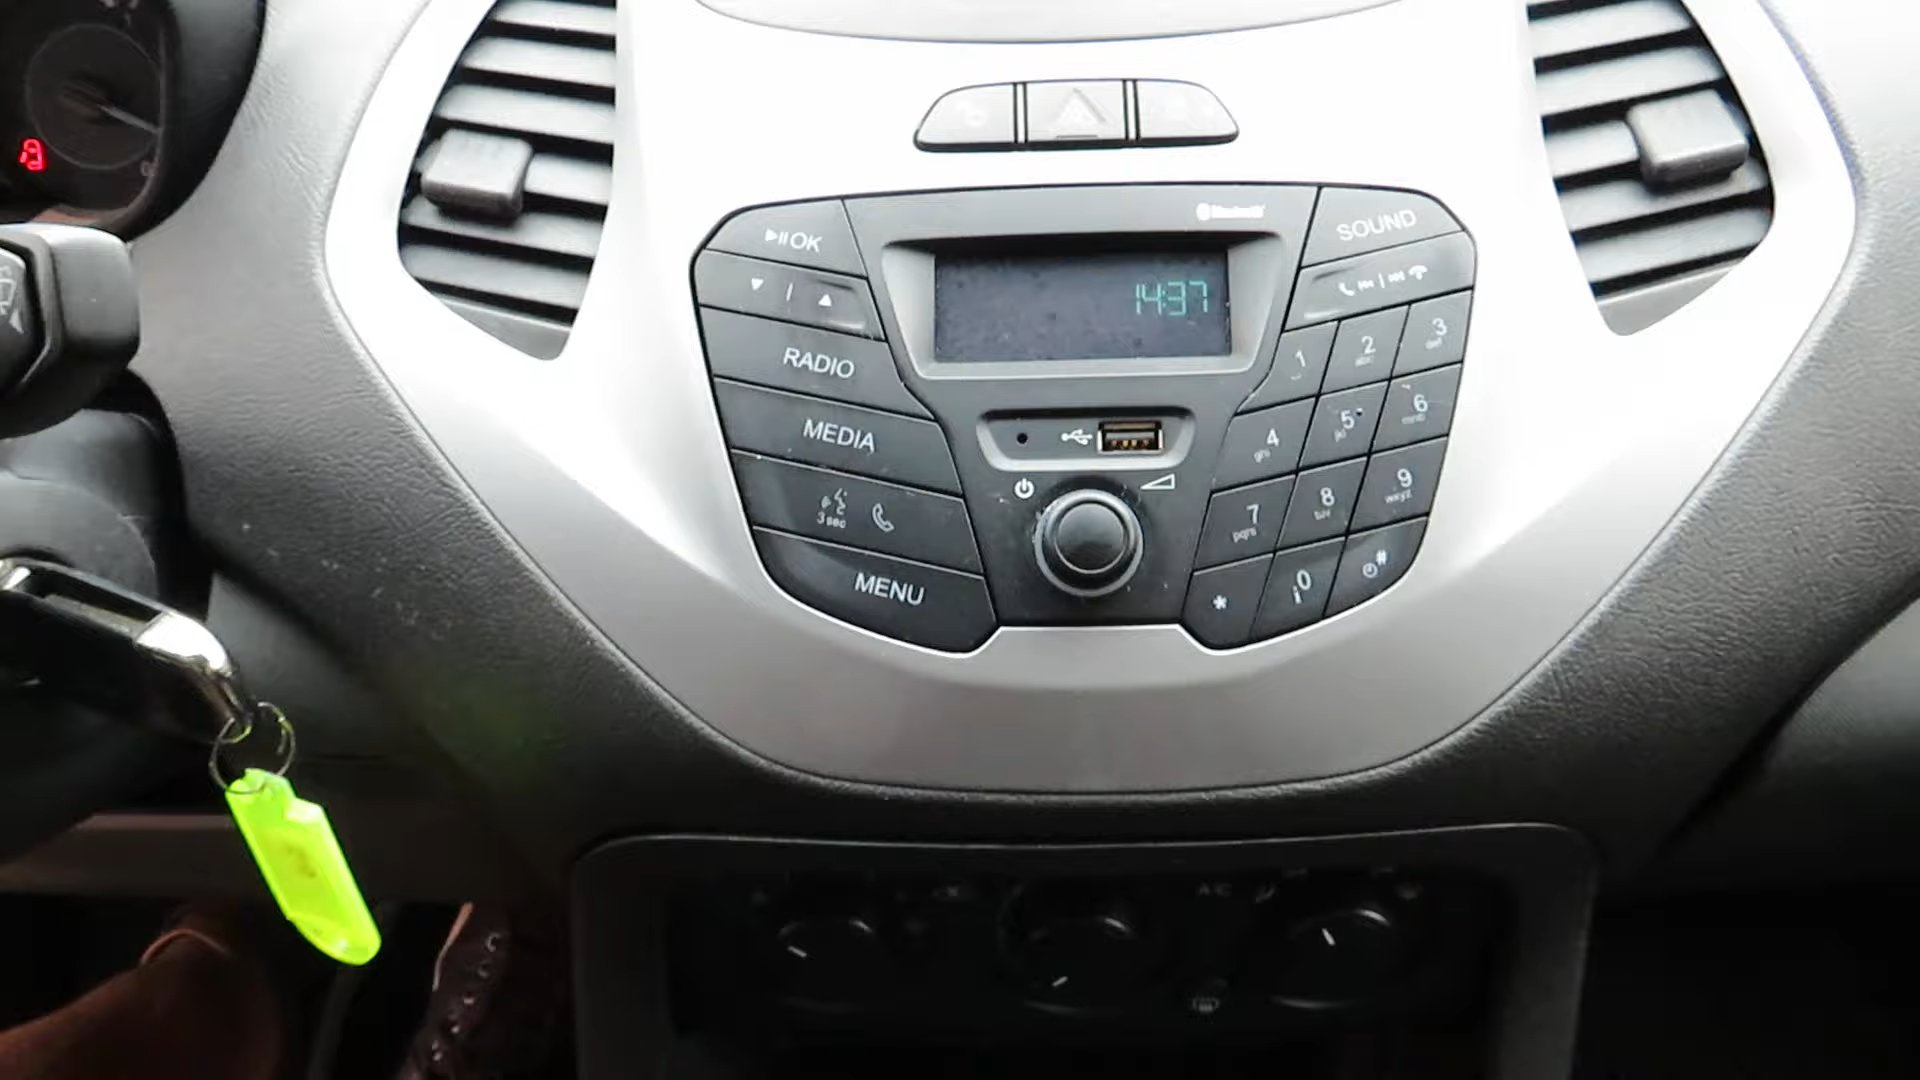 Bluetooth
OK
SOUND
14:37
RADIO
1
2 abc
3 def
MEDIA
4 ghi
5 jkl
6 mno
3 sec
7 pqrs
8 tuv
9 wxyz
MENU
*
0
#
A/C